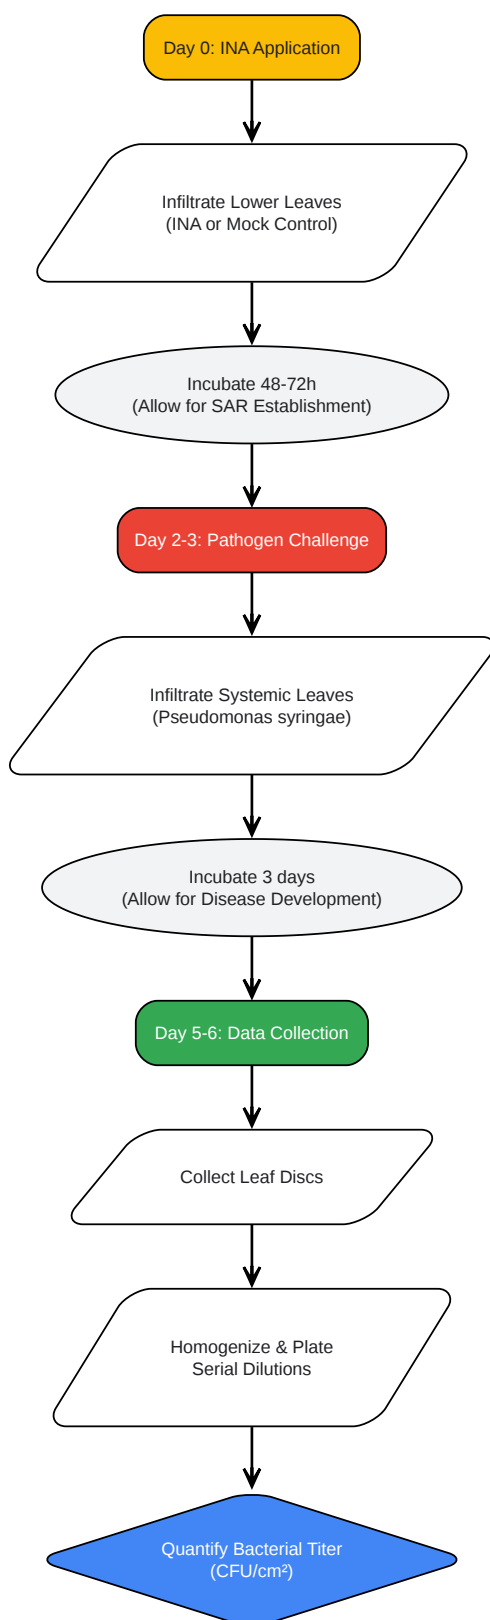 Day 0: INA Application
Infiltrate Lower Leaves
(INA or Mock Control)
Incubate 48-72h
(Allow for SAR Establishment)
Day 2-3: Pathogen Challenge
Infiltrate Systemic Leaves
(Pseudomonas syringae)
Incubate 3 days
(Allow for Disease Development)
Day 5-6: Data Collection
Collect Leaf Discs
Homogenize & Plate
Serial Dilutions
Quantify Bacterial Titer
(CFU/cm²)